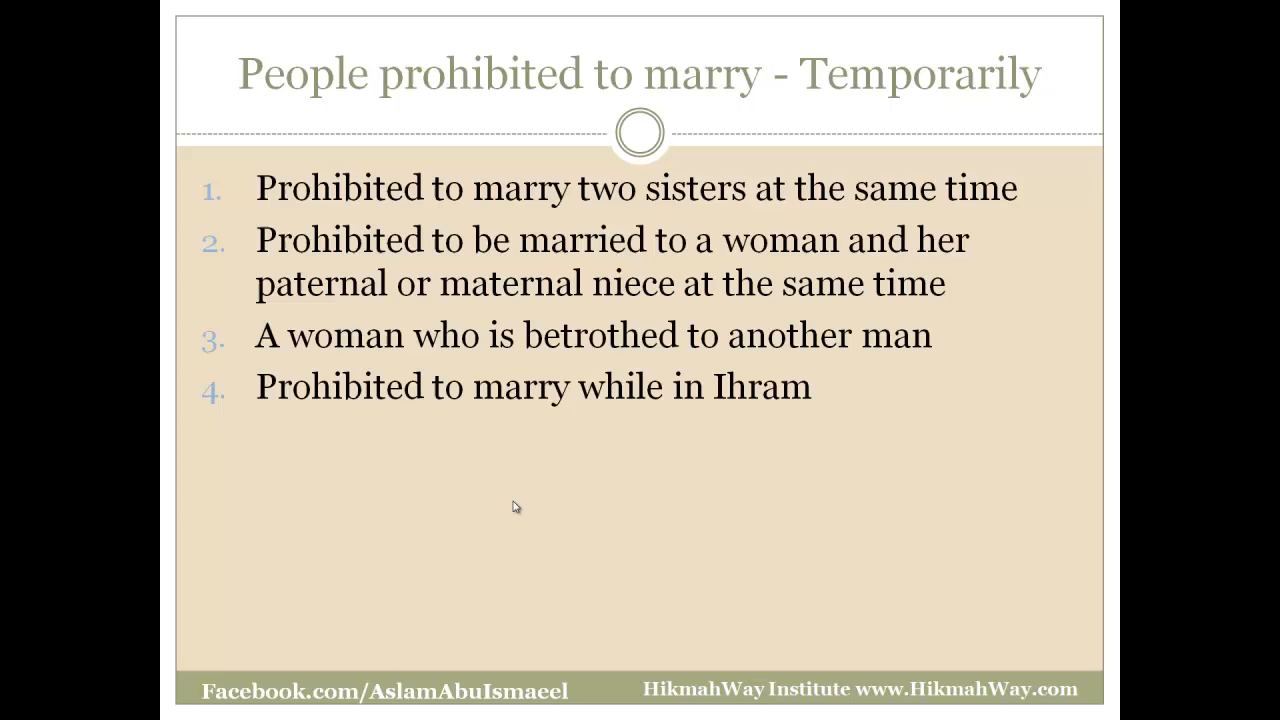 People prohibited to marry - Temporarily
1. Prohibited to marry two sisters at the same time
2. Prohibited to be married to a woman and her
paternal or maternal niece at the same time
3. A woman who is betrothed to another man
4. Prohibited to marry while in Ihram
Facebook.com/AslamAbuIsmaeel HikmahWay Institute www.HikmahWay.com